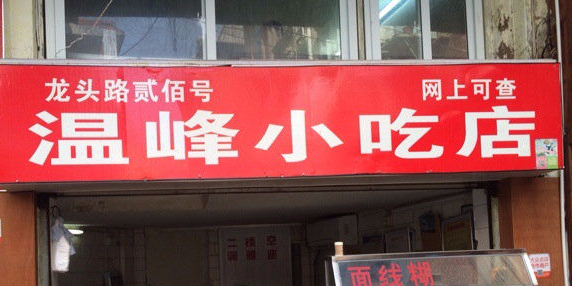 龙头路贰佰号 网上可查
温峰小吃店
面线糊